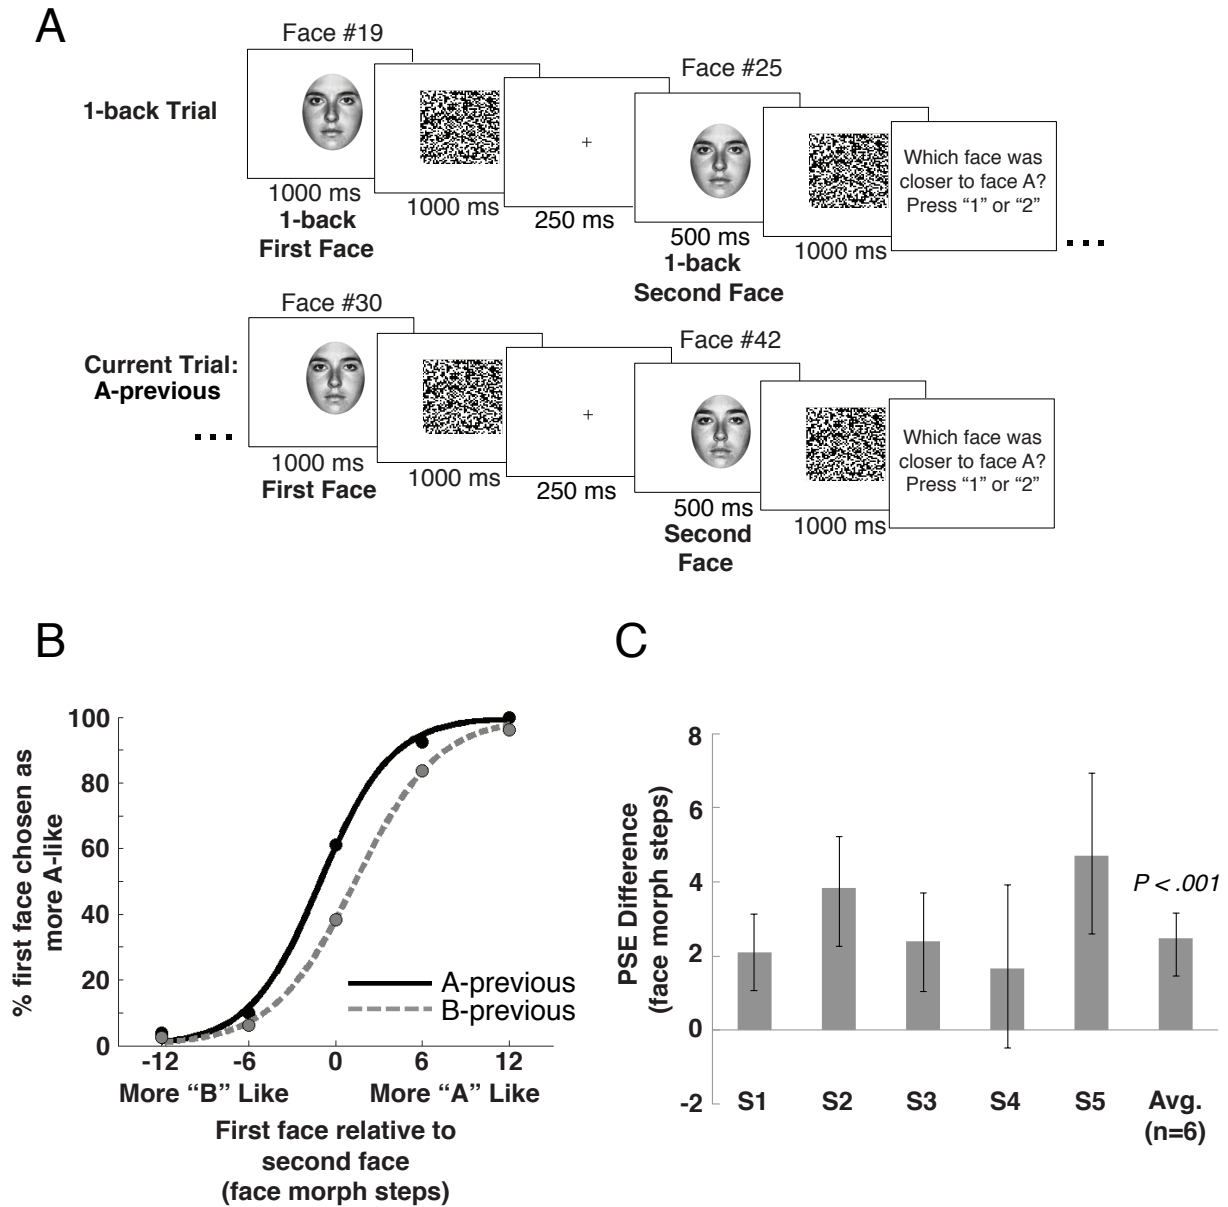 A
Face #19
1-back Trial
1000 ms
1-back
First Face
1000 ms
250 ms
Face #25
500 ms
1-back
Second Face
1000 ms
Which face was
closer to face A?
Press “1” or “2”
...
Face #30
Current Trial:
A-previous
...
1000 ms
First Face
1000 ms
250 ms
Face #42
500 ms
Second
Face
1000 ms
Which face was
closer to face A?
Press “1” or “2”
B
% first face chosen as
more A-like
100
80
60
40
20
0
A-previous
B-previous
-12 -6 0 6 12
More “B” Like More “A” Like
First face relative to
second face
(face morph steps)
C
PSE Difference
(face morph steps)
8
6
4
2
0
-2
P < .001
S1 S2 S3 S4 S5 Avg.
(n=6)